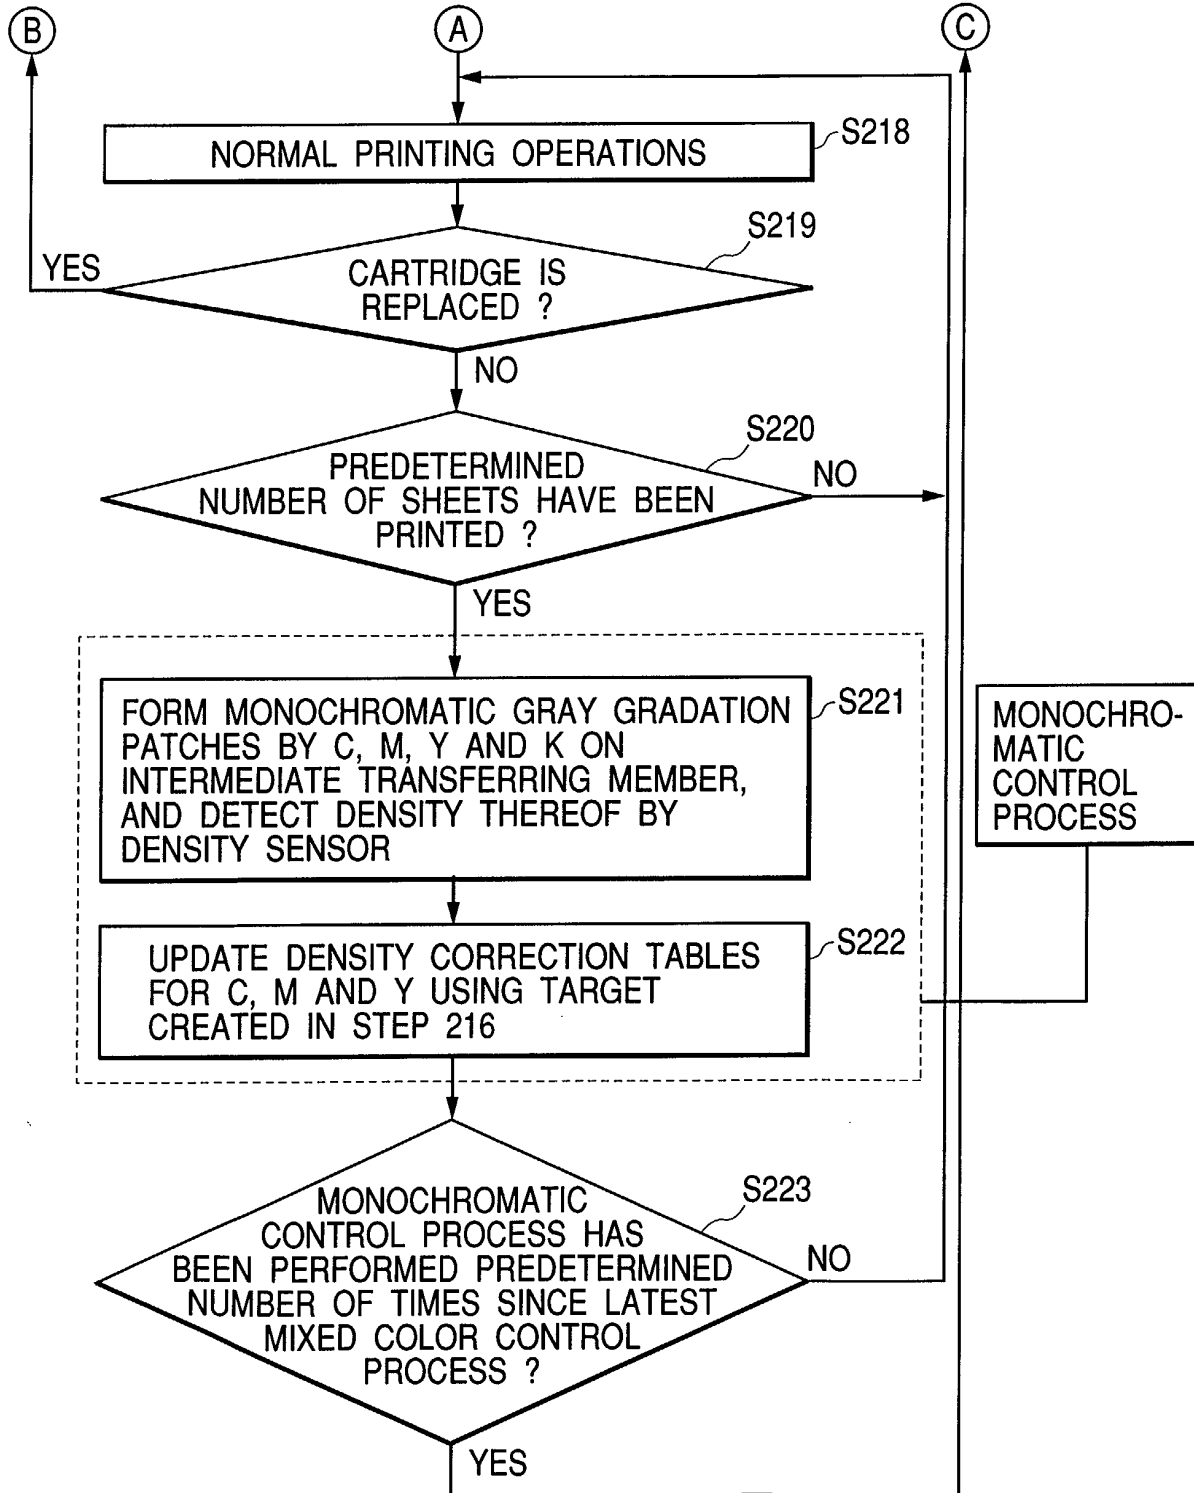 B
A
C
NORMAL PRINTING OPERATIONS
S218
CARTRIDGE IS
REPLACED ?
S219
YES
NO
PREDETERMINED
NUMBER OF SHEETS HAVE BEEN
PRINTED ?
S220
NO
YES
FORM MONOCHROMATIC GRAY GRADATION
PATCHES BY C, M, Y AND K ON
INTERMEDIATE TRANSFERRING MEMBER,
AND DETECT DENSITY THEREOF BY
DENSITY SENSOR
S221
MONOCHRO-
MATIC
CONTROL
PROCESS
UPDATE DENSITY CORRECTION TABLES
FOR C, M AND Y USING TARGET
CREATED IN STEP 216
S222
MONOCHROMATIC
CONTROL PROCESS HAS
BEEN PERFORMED PREDETERMINED
NUMBER OF TIMES SINCE LATEST
MIXED COLOR CONTROL
PROCESS ?
S223
NO
YES